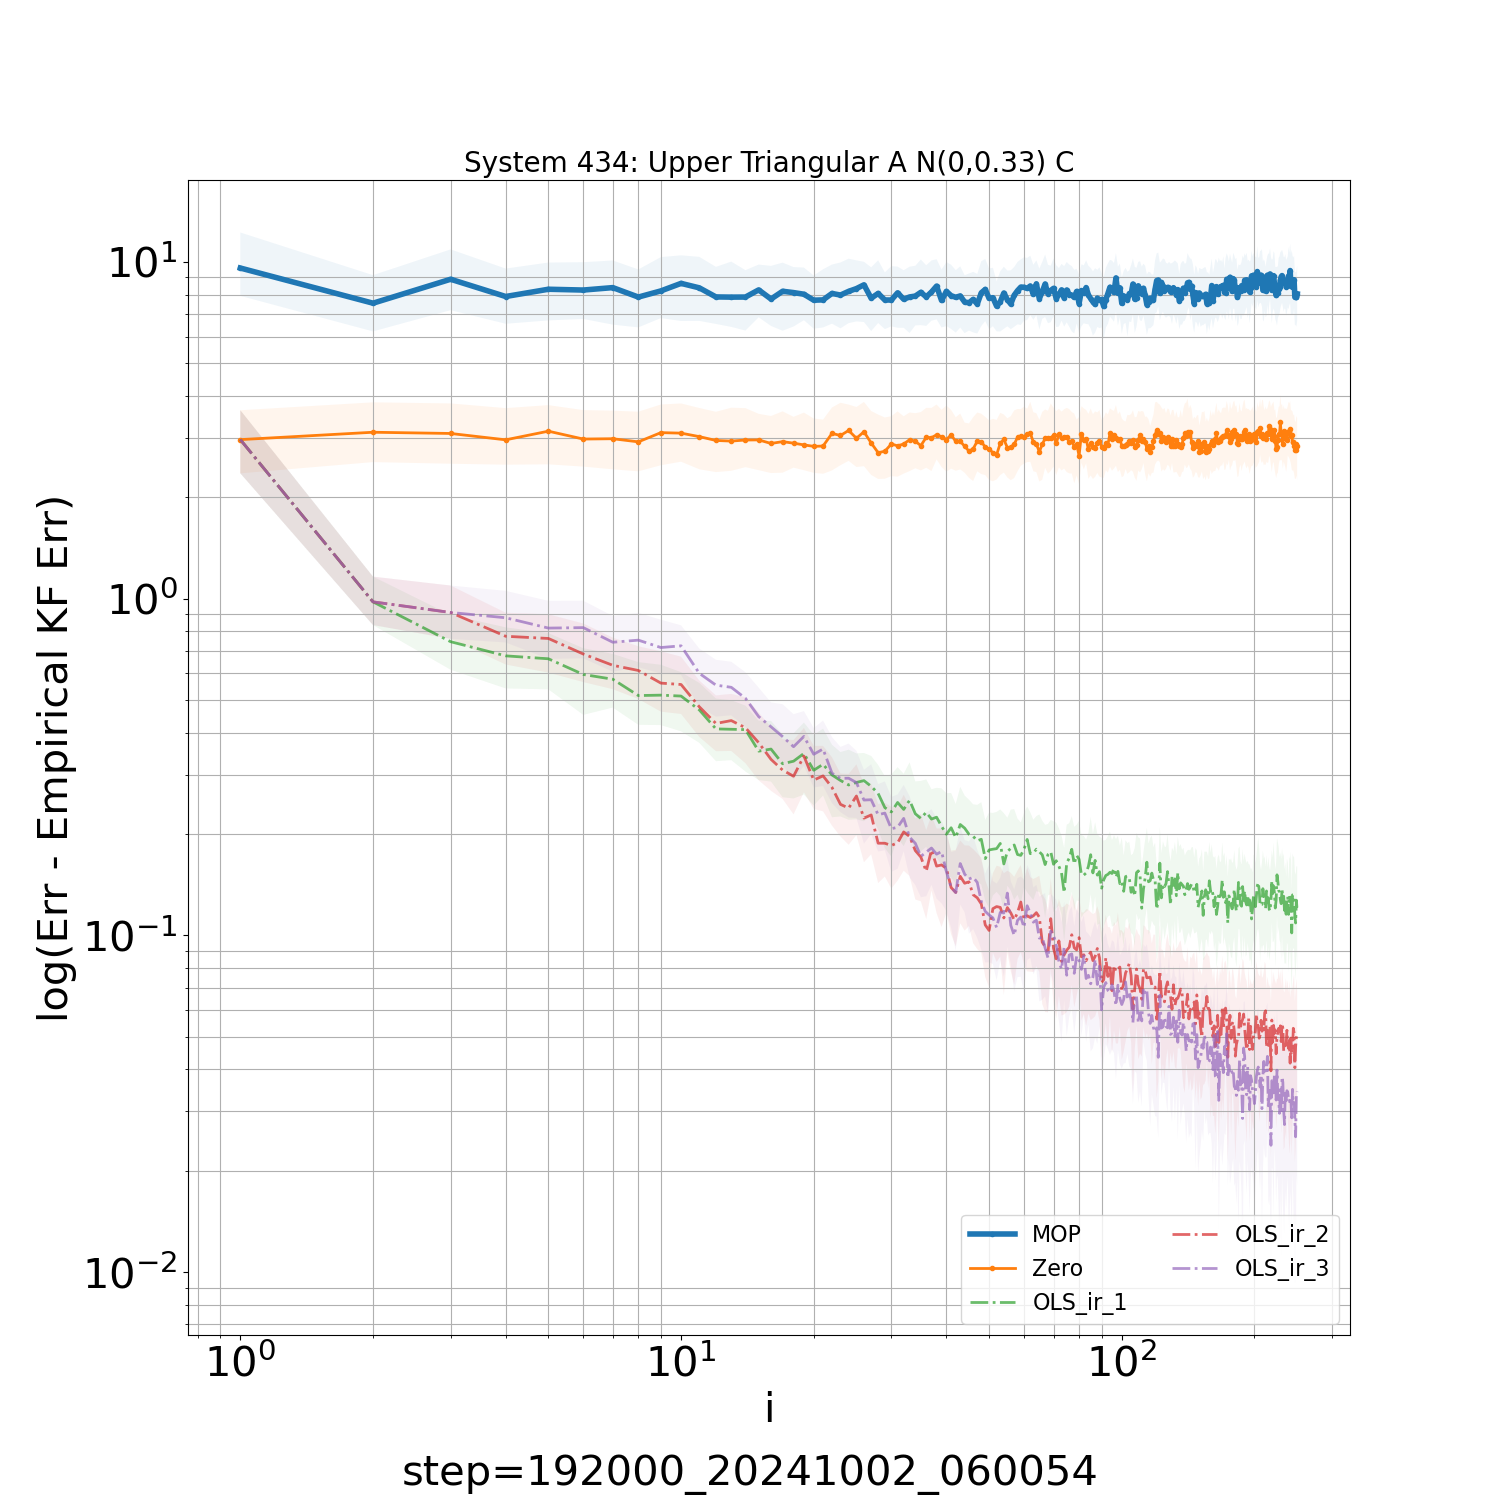 System 434: Upper Triangular A N(0,0.33) C
log(Err - Empirical KF Err)
10^1
10^0
10^-1
10^-2
MOP
Zero
OLS_ir_1
OLS_ir_2
OLS_ir_3
10^0 10^1 10^2
i
step=192000_20241002_060054